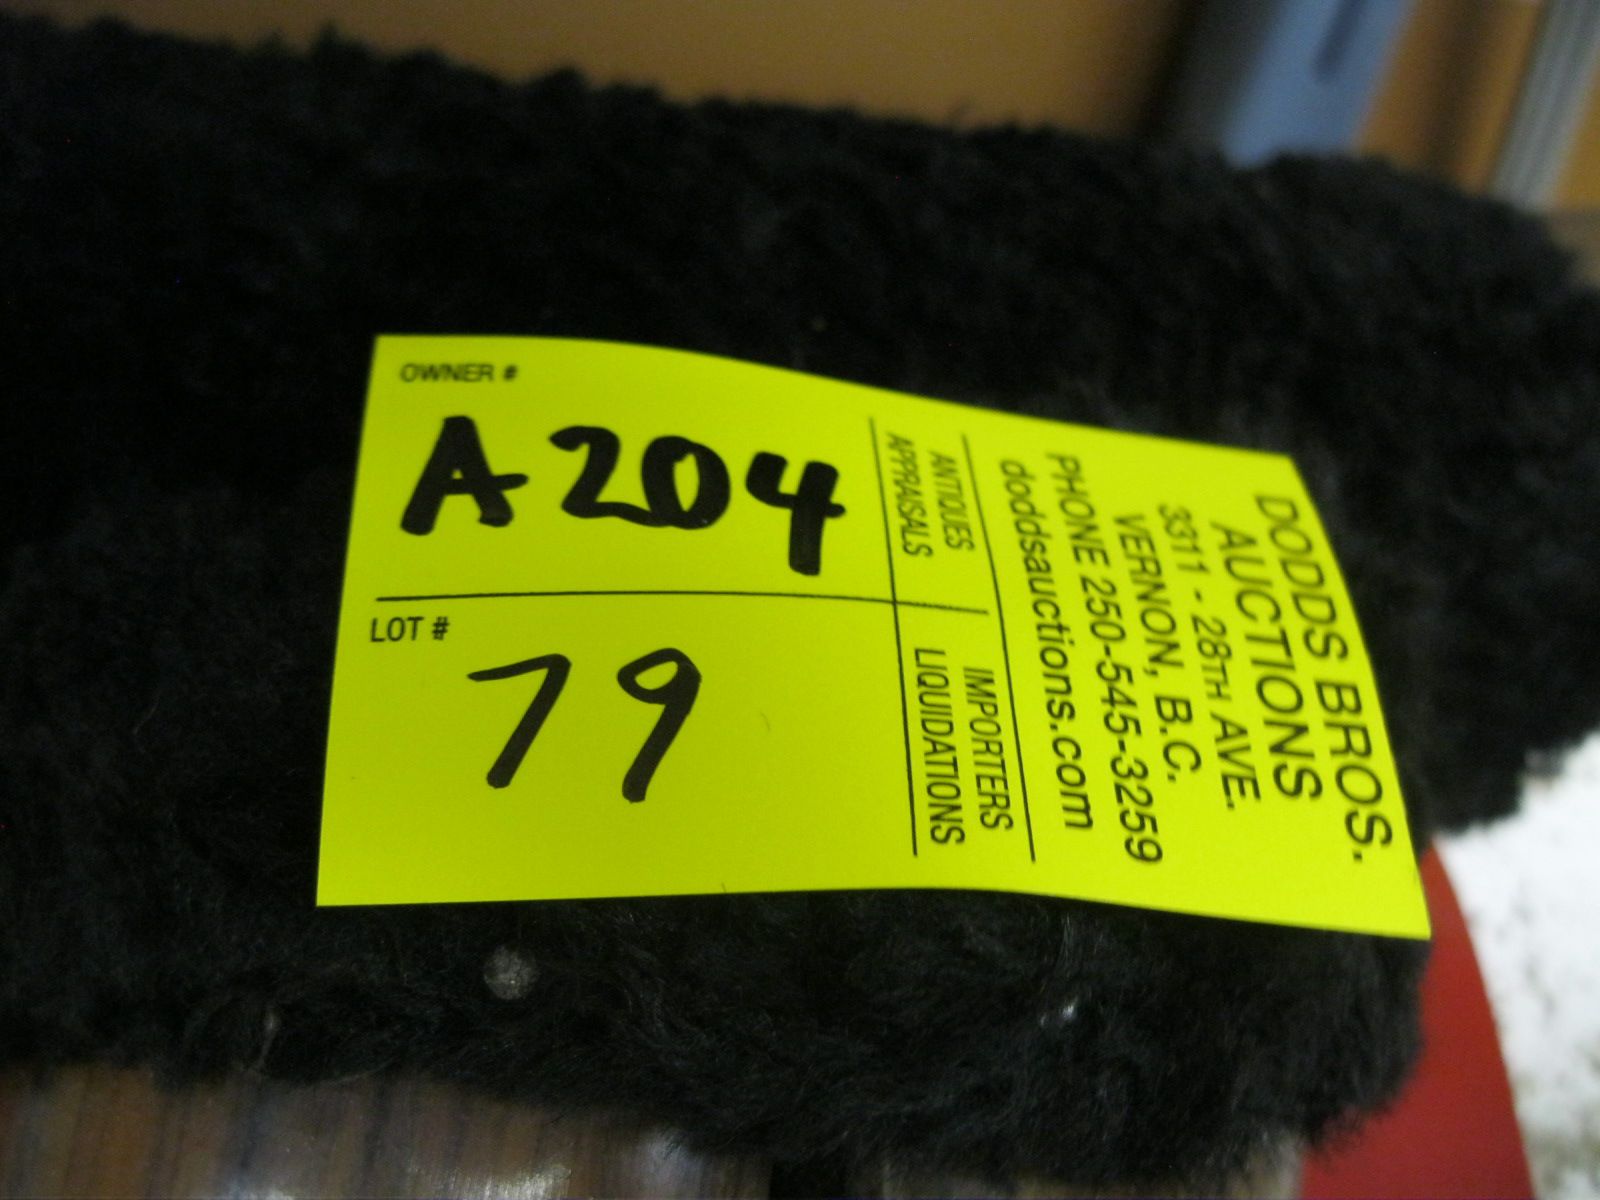 OWNER #
A204
LOT #
79
ANTIQUES
APPRAISALS
IMPORTERS
LIQUIDATIONS
DODDS BROS.
AUCTIONS
3311 - 28TH AVE.
VERNON, B.C.
PHONE 250-545-3259
doddsauctions.com